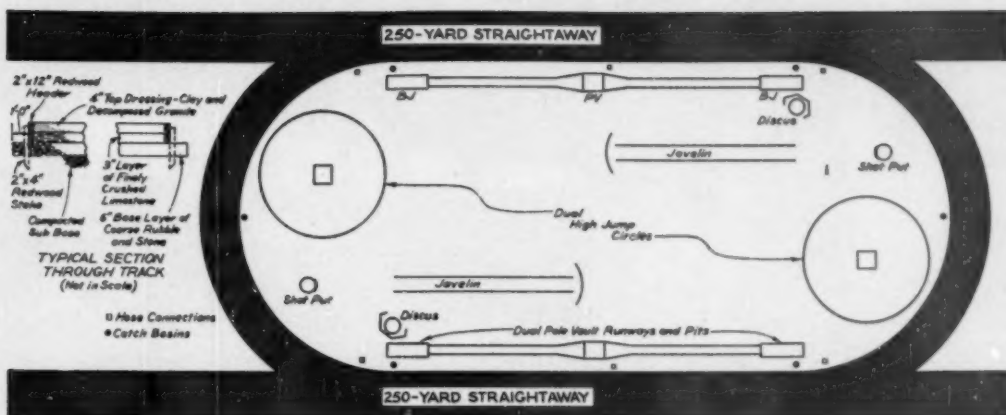 250-YARD STRAIGHTAWAY
2"x12" Redwood
Header
4" Top Dressing-Clay and
Decomposed Granite
1'-0"
2"x4"
Redwood
Stake
Compacted
Sub Base
3" Layer
of Finely
Crushed
Limestone
6" Base Layer of
Coarse Rubble
and Stone
TYPICAL SECTION
THROUGH TRACK
(Not in Scale)
Hose Connections
Catch Basins
BJ
PV
BJ
Discus
Javelin
Shot Put
Dual
High Jump
Circles
Shot Put
Javelin
Discus
Dual Pole Vault Runways and Pits
250-YARD STRAIGHTAWAY